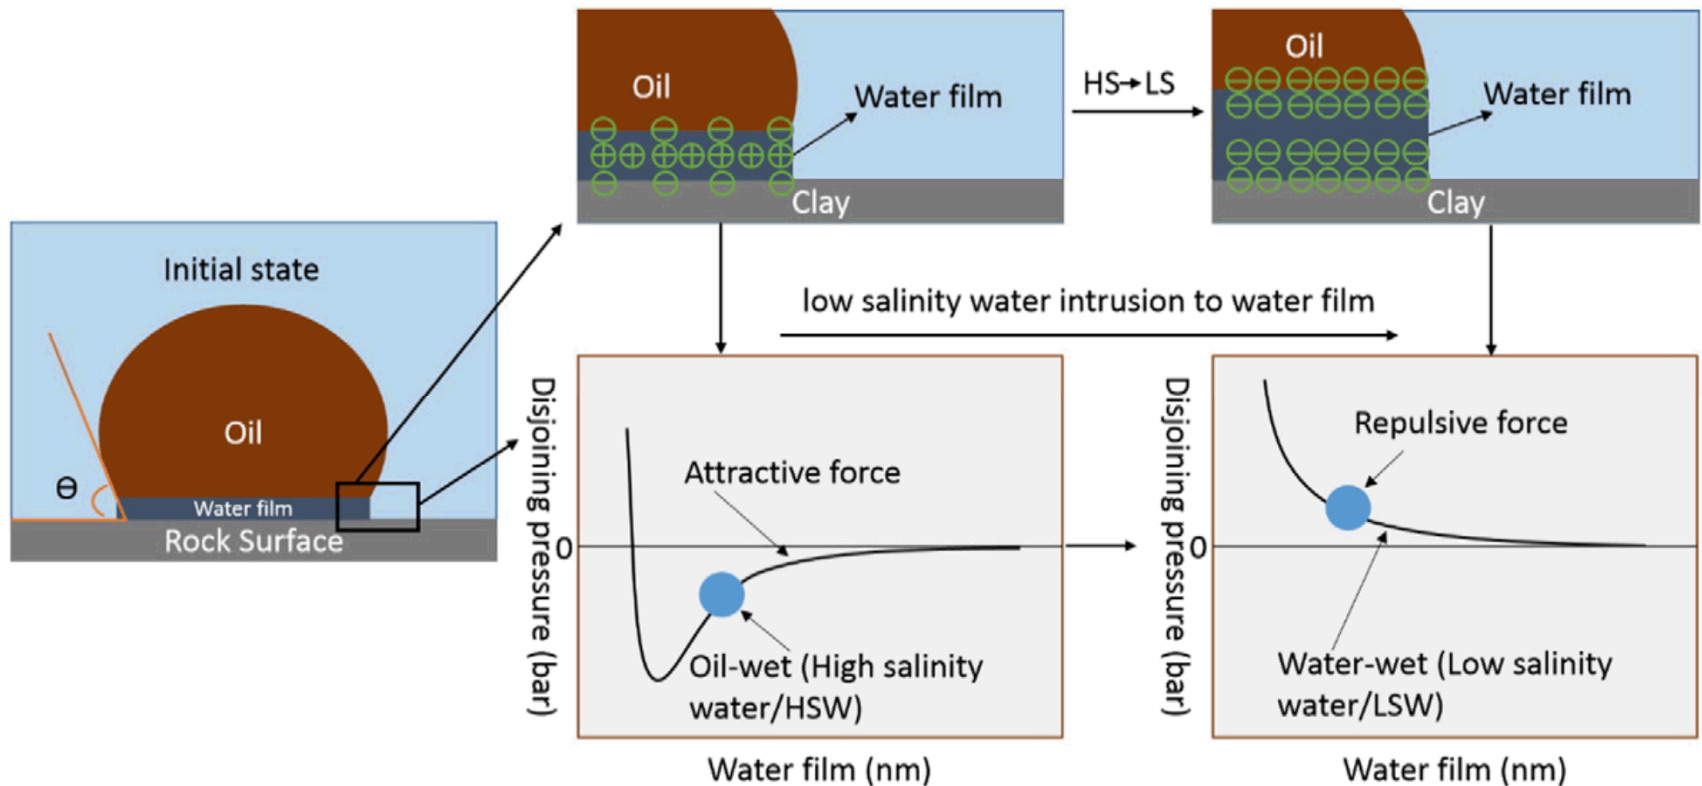 Initial state
Oil
Water film
Rock Surface
Ɵ
Oil
Water film
Clay
HS→LS
Oil
Water film
Clay
low salinity water intrusion to water film
Disjoining pressure (bar)
0
Attractive force
Oil-wet (High salinity
water/HSW)
Water film (nm)
Disjoining pressure (bar)
0
Repulsive force
Water-wet (Low salinity
water/LSW)
Water film (nm)